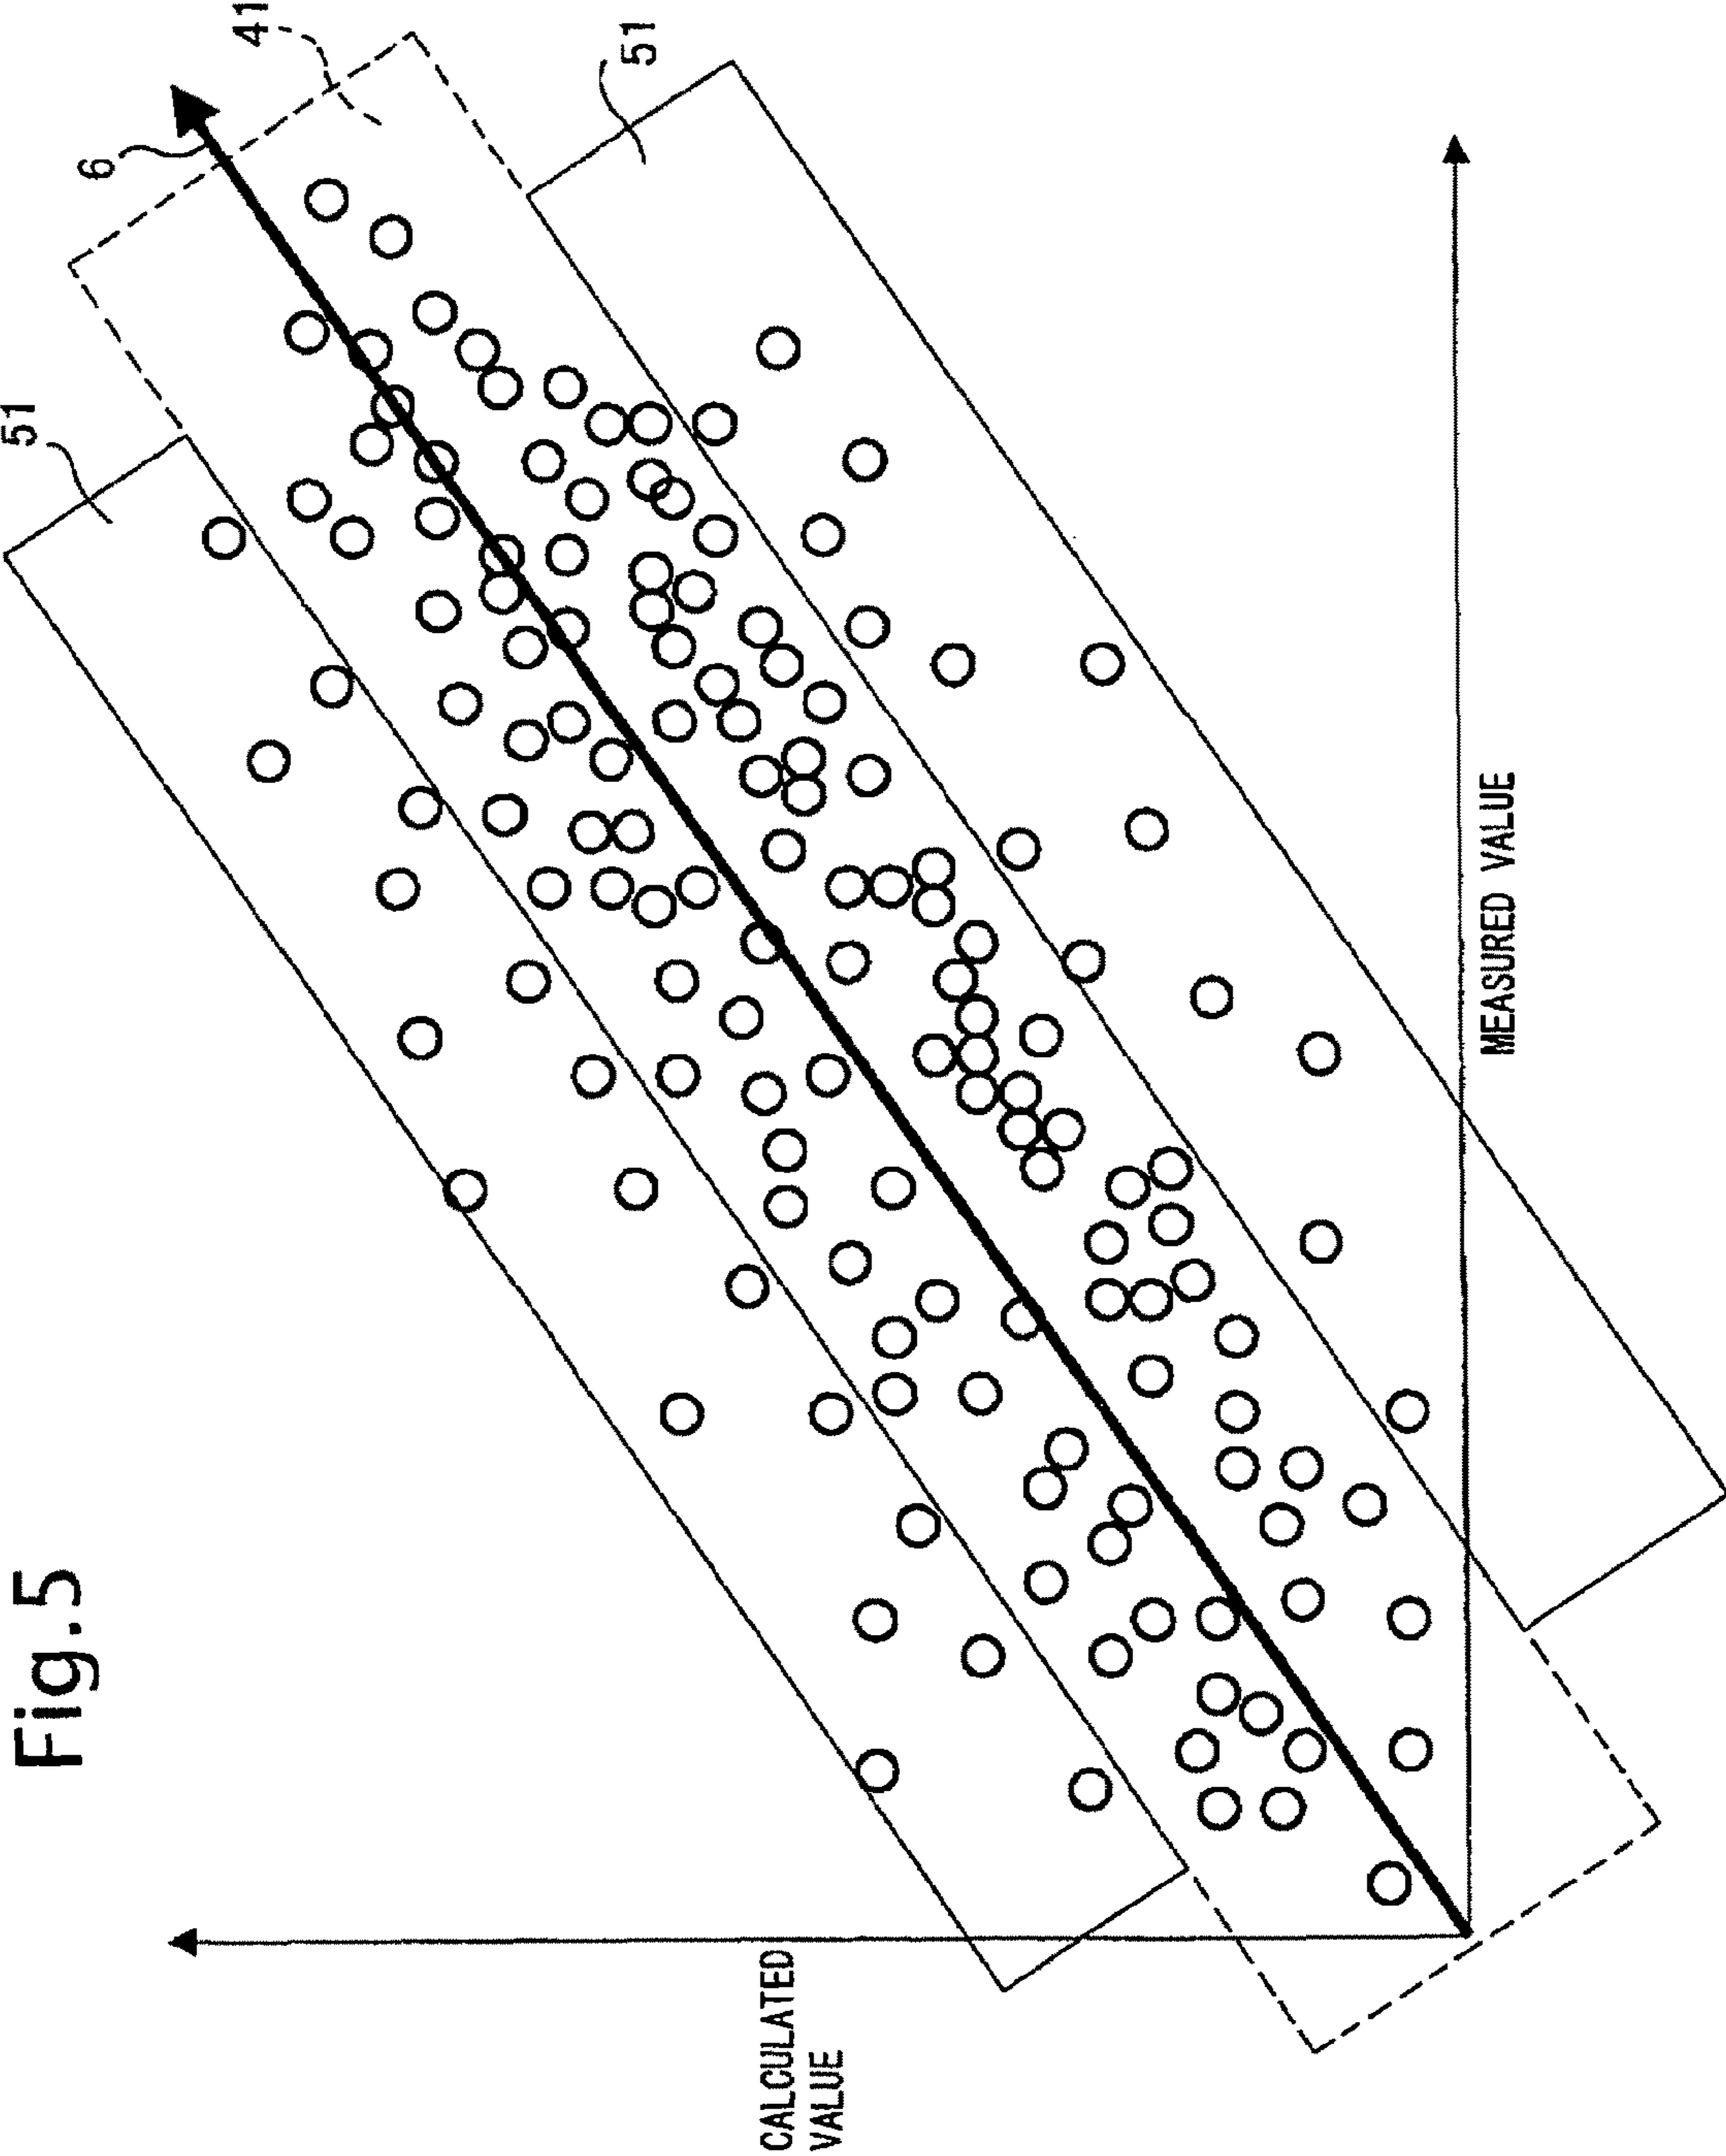 Fig.5
51
6
41
51
CALCULATED
VALUE
MEASURED VALUE